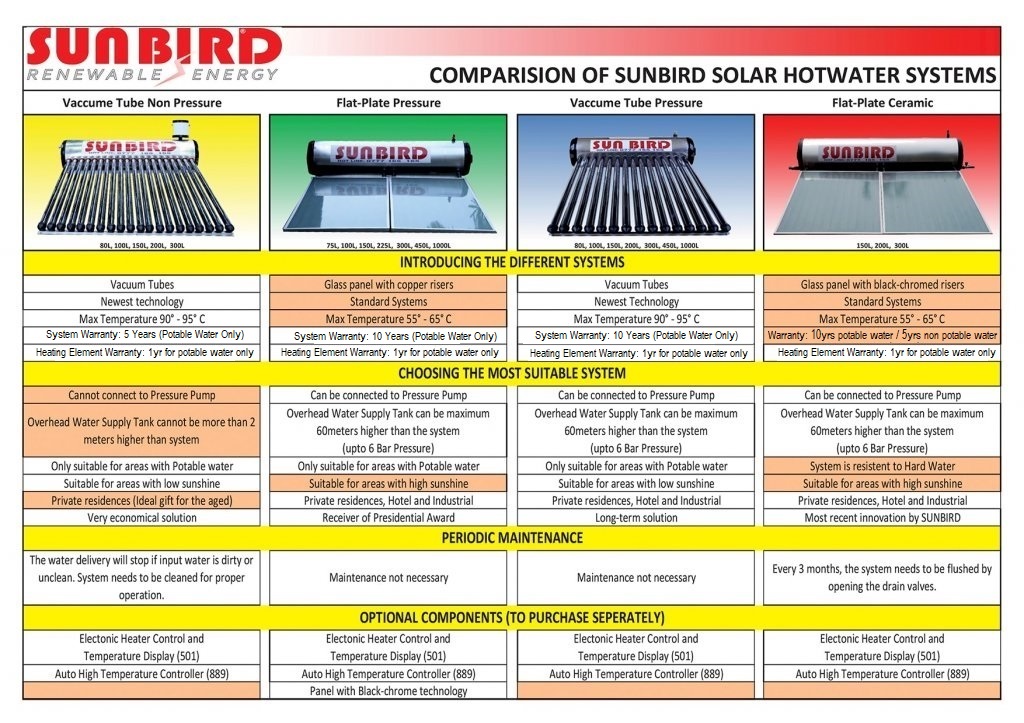 SUNBIRD
RENEWABLE ENERGY
COMPARISION OF SUNBIRD SOLAR HOTWATER SYSTEMS
Vaccume Tube Non Pressure
Flat-Plate Pressure
Vaccume Tube Pressure
Flat-Plate Ceramic
SUNBIRD
SUNBIRD
SUN BIRD
SUNBIRD
80L, 100L, 150L, 200L, 300L
75L, 100L, 150L, 225L, 300L, 450L, 1000L
80L, 100L, 150L, 200L, 300L, 450L, 1000L
150L, 200L, 300L
INTRODUCING THE DIFFERENT SYSTEMS
Vacuum Tubes
Newest technology
Max Temperature 90° - 95° C
System Warranty: 5 Years (Potable Water Only)
Heating Element Warranty: 1yr for potable water only
Glass panel with copper risers
Standard Systems
Max Temperature 55° - 65° C
System Warranty: 10 Years (Potable Water Only)
Heating Element Warranty: 1yr for potable water only
Vacuum Tubes
Newest Technology
Max Temperature 90° - 95° C
System Warranty: 10 Years (Potable Water Only)
Heating Element Warranty: 1yr for potable water only
Glass panel with black-chromed risers
Standard Systems
Max Temperature 55° - 65° C
Warranty: 10yrs potable water / 5yrs non potable water
Heating Element Warranty: 1yr for potable water only
CHOOSING THE MOST SUITABLE SYSTEM
Cannot connect to Pressure Pump
Overhead Water Supply Tank cannot be more than 2
meters higher than system
Only suitable for areas with Potable water
Suitable for areas with low sunshine
Private residences (Ideal gift for the aged)
Very economical solution
Can be connected to Pressure Pump
Overhead Water Supply Tank can be maximum
60meters higher than the system
(upto 6 Bar Pressure)
Only suitable for areas with Potable water
Suitable for areas with high sunshine
Private residences, Hotel and Industrial
Receiver of Presidential Award
Can be connected to Pressure Pump
Overhead Water Supply Tank can be maximum
60meters higher than the system
(upto 6 Bar Pressure)
Only suitable for areas with Potable water
Suitable for areas with low sunshine
Private residences, Hotel and Industrial
Long-term solution
Can be connected to Pressure Pump
Overhead Water Supply Tank can be maximum
60meters higher than the system
(upto 6 Bar Pressure)
System is resistent to Hard Water
Suitable for areas with high sunshine
Private residences, Hotel and Industrial
Most recent innovation by SUNBIRD
PERIODIC MAINTENANCE
The water delivery will stop if input water is dirty or
unclean. System needs to be cleaned for proper
operation.
Maintenance not necessary
Maintenance not necessary
Every 3 months, the system needs to be flushed by
opening the drain valves.
OPTIONAL COMPONENTS (TO PURCHASE SEPERATELY)
Electonic Heater Control and
Temperature Display (501)
Auto High Temperature Controller (889)
Electonic Heater Control and
Temperature Display (501)
Auto High Temperature Controller (889)
Panel with Black-chrome technology
Electonic Heater Control and
Temperature Display (501)
Auto High Temperature Controller (889)
Electonic Heater Control and
Temperature Display (501)
Auto High Temperature Controller (889)